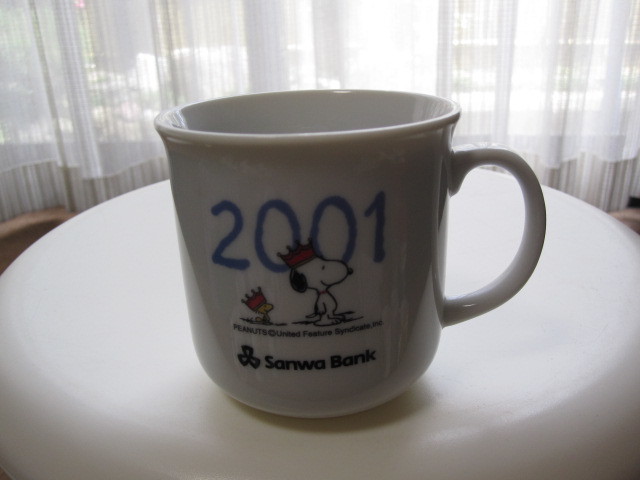 2001
PEANUTS © United Feature Syndicate, Inc.
Sanwa Bank